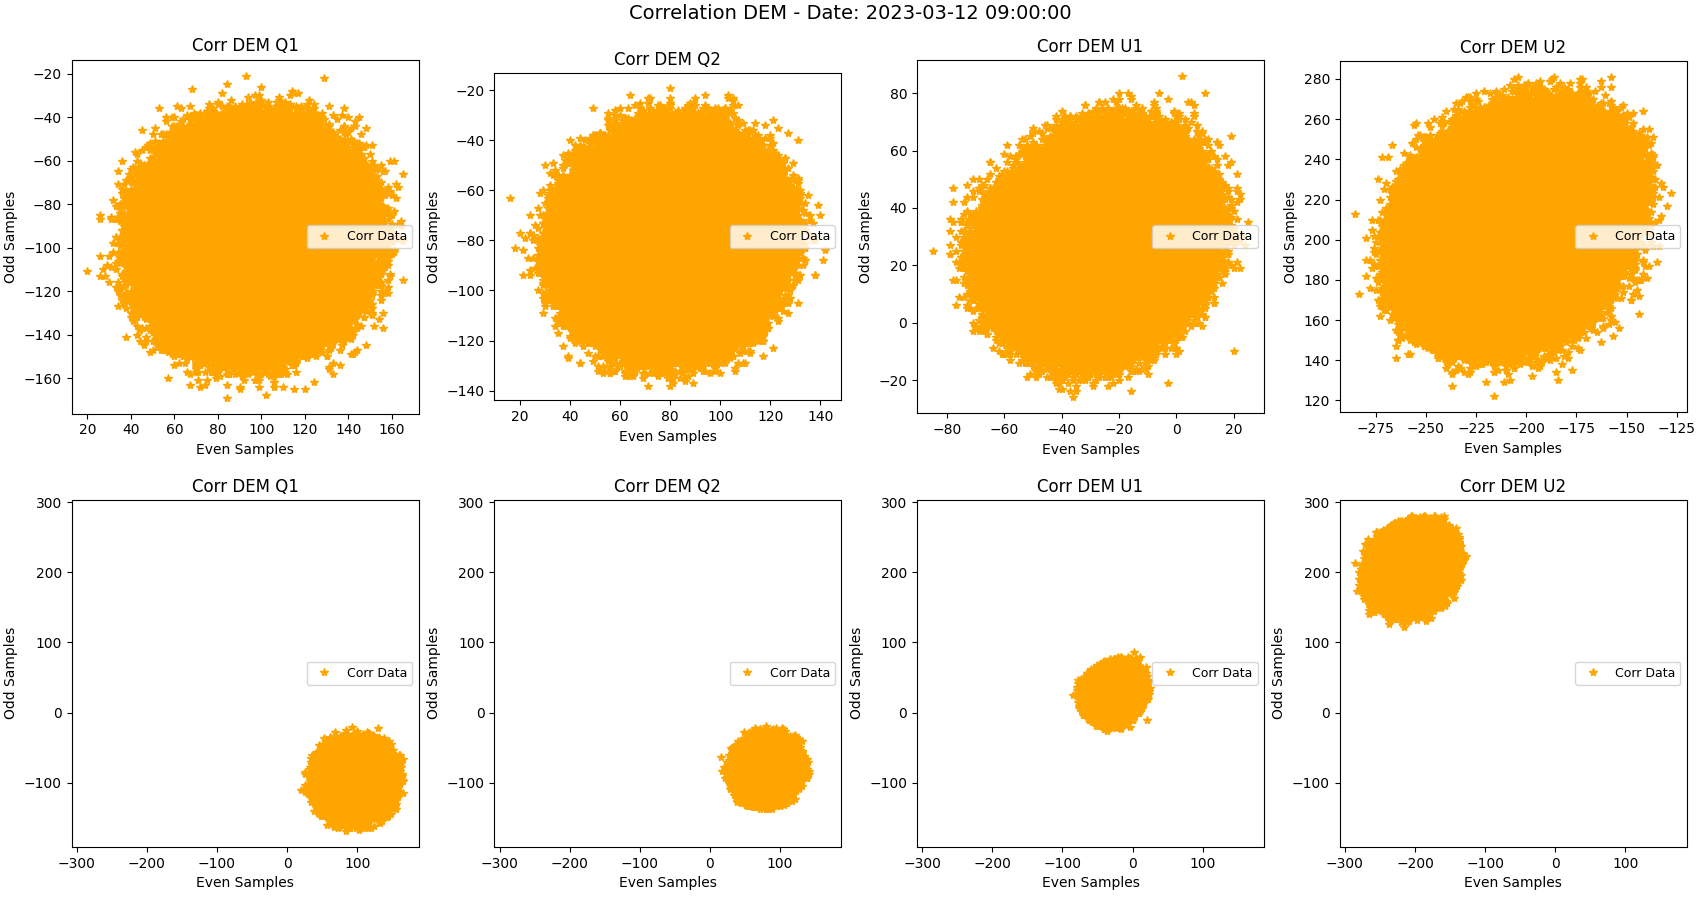 Correlation DEM - Date: 2023-03-12 09:00:00
Corr DEM Q1
Odd Samples
−20
−40
−60
−80
−100
−120
−140
−160
20 40 60 80 100 120 140 160
Even Samples
Corr Data
Corr DEM Q2
Odd Samples
−20
−40
−60
−80
−100
−120
−140
20 40 60 80 100 120 140
Even Samples
Corr Data
Corr DEM U1
Odd Samples
80
60
40
20
0
−20
−80 −60 −40 −20 0 20
Even Samples
Corr Data
Corr DEM U2
Odd Samples
280
260
240
220
200
180
160
140
120
−275 −250 −225 −200 −175 −150 −125
Even Samples
Corr Data
Corr DEM Q1
Odd Samples
300
200
100
0
−100
−300 −200 −100 0 100
Even Samples
Corr Data
Corr DEM Q2
Odd Samples
300
200
100
0
−100
−300 −200 −100 0 100
Even Samples
Corr Data
Corr DEM U1
Odd Samples
300
200
100
0
−100
−300 −200 −100 0 100
Even Samples
Corr Data
Corr DEM U2
Odd Samples
300
200
100
0
−100
−300 −200 −100 0 100
Even Samples
Corr Data